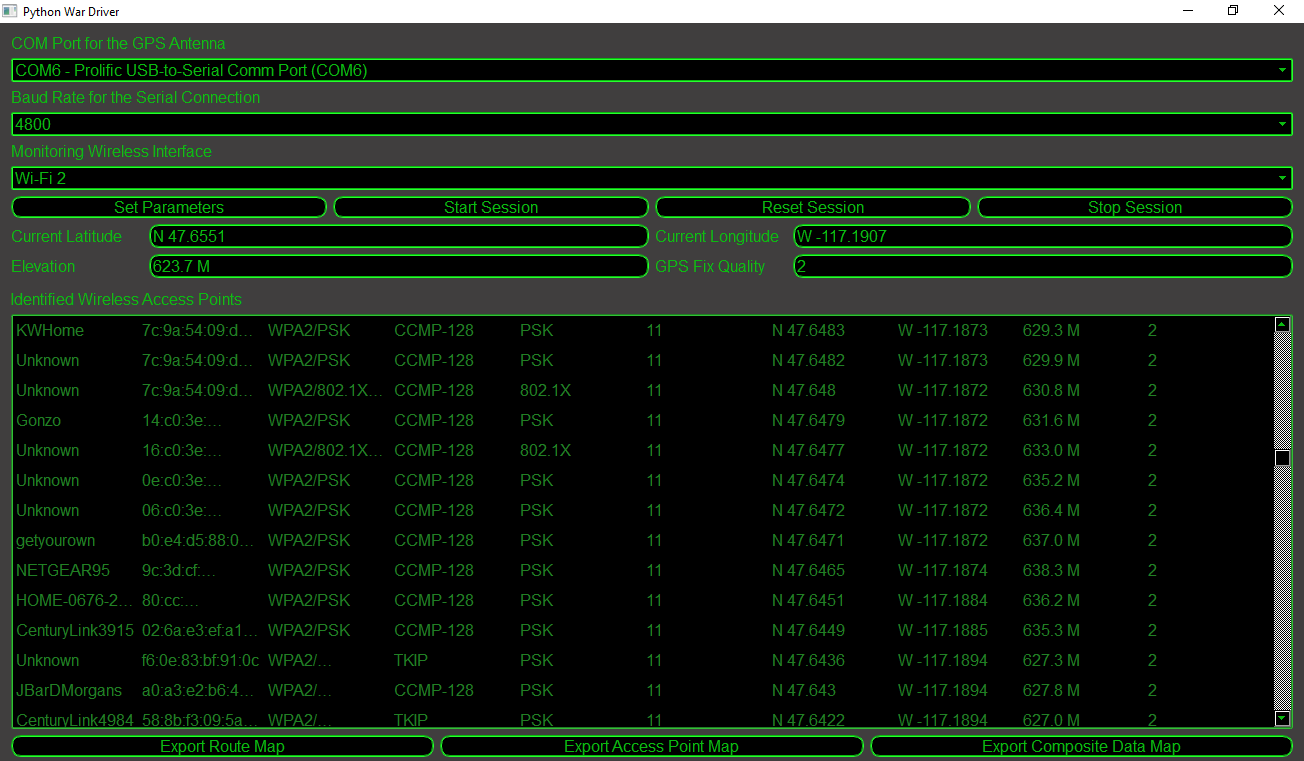 Python War Driver
COM Port for the GPS Antenna
COM6 - Prolific USB-to-Serial Comm Port (COM6)
Baud Rate for the Serial Connection
4800
Monitoring Wireless Interface
Wi-Fi 2
Set Parameters Start Session Reset Session Stop Session
Current Latitude N 47.6551 Current Longitude W -117.1907
Elevation 623.7 M GPS Fix Quality 2
Identified Wireless Access Points
KWHome 7c:9a:54:09:d... WPA2/PSK CCMP-128 PSK 11 N 47.6483 W -117.1873 629.3 M 2
Unknown 7c:9a:54:09:d... WPA2/PSK CCMP-128 PSK 11 N 47.6482 W -117.1873 629.9 M 2
Unknown 7c:9a:54:09:d... WPA2/802.1X... CCMP-128 802.1X 11 N 47.648 W -117.1872 630.8 M 2
Gonzo 14:c0:3e:... WPA2/PSK CCMP-128 PSK 11 N 47.6479 W -117.1872 631.6 M 2
Unknown 16:c0:3e:... WPA2/802.1X... CCMP-128 802.1X 11 N 47.6477 W -117.1872 633.0 M 2
Unknown 0e:c0:3e:... WPA2/PSK CCMP-128 PSK 11 N 47.6474 W -117.1872 635.2 M 2
Unknown 06:c0:3e:... WPA2/PSK CCMP-128 PSK 11 N 47.6472 W -117.1872 636.4 M 2
getyourown b0:e4:d5:88:0... WPA2/PSK CCMP-128 PSK 11 N 47.6471 W -117.1872 637.0 M 2
NETGEAR95 9c:3d:cf:... WPA2/PSK CCMP-128 PSK 11 N 47.6465 W -117.1874 638.3 M 2
HOME-0676-2... 80:cc:... WPA2/PSK CCMP-128 PSK 11 N 47.6451 W -117.1884 636.2 M 2
CenturyLink3915 02:6a:e3:ef:a1... WPA2/PSK CCMP-128 PSK 11 N 47.6449 W -117.1885 635.3 M 2
Unknown f6:0e:83:bf:91:0c WPA2/... TKIP PSK 11 N 47.6436 W -117.1894 627.3 M 2
JBarDMorgans a0:a3:e2:b6:4... WPA2/... CCMP-128 PSK 11 N 47.643 W -117.1894 627.8 M 2
CenturyLink4984 58:8b:f3:09:5a... WPA2/... TKIP PSK 11 N 47.6422 W -117.1894 627.0 M 2
Export Route Map Export Access Point Map Export Composite Data Map